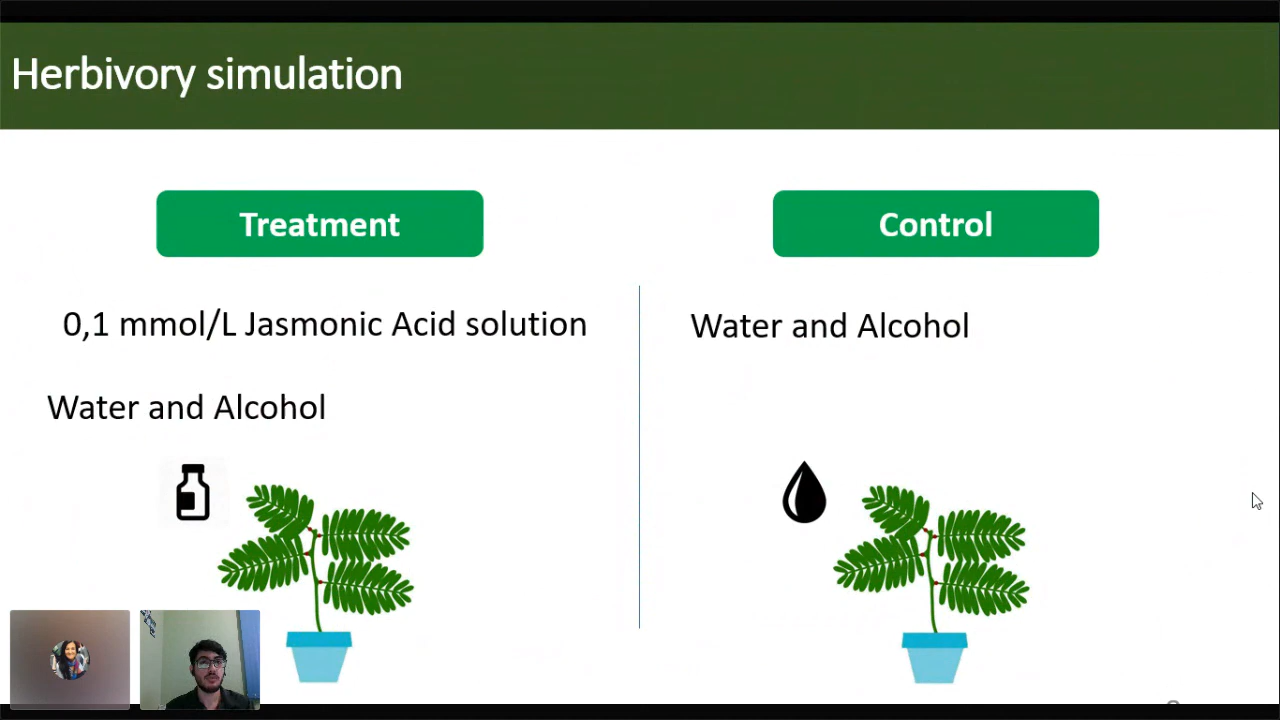 Herbivory simulation
Treatment
Control
0,1 mmol/L Jasmonic Acid solution
Water and Alcohol
Water and Alcohol